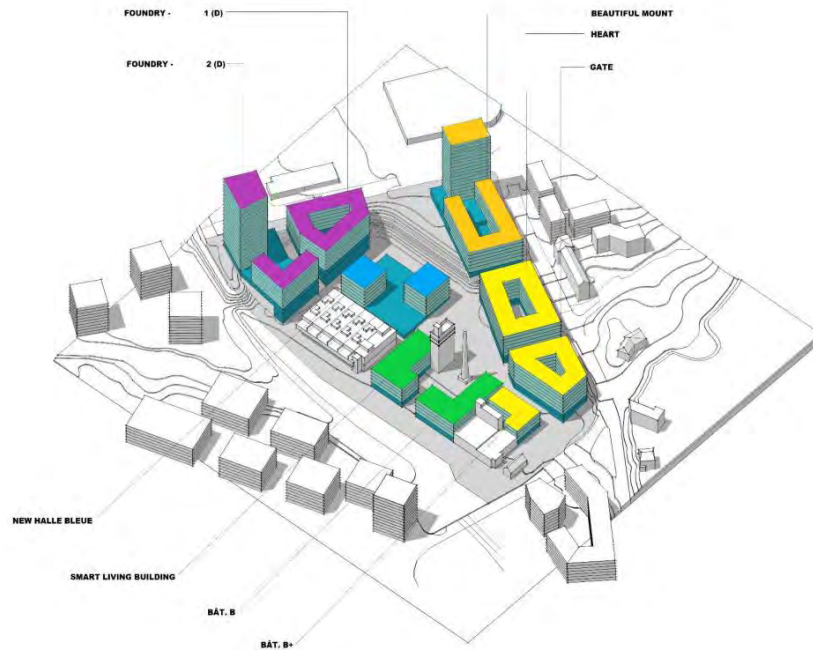 FOUNDRY - 1 (D)
BEAUTIFUL MOUNT
HEART
FOUNDRY - 2 (D)
GATE
NEW HALLE BLEUE
SMART LIVING BUILDING
BÂT. B
BÂT. B+